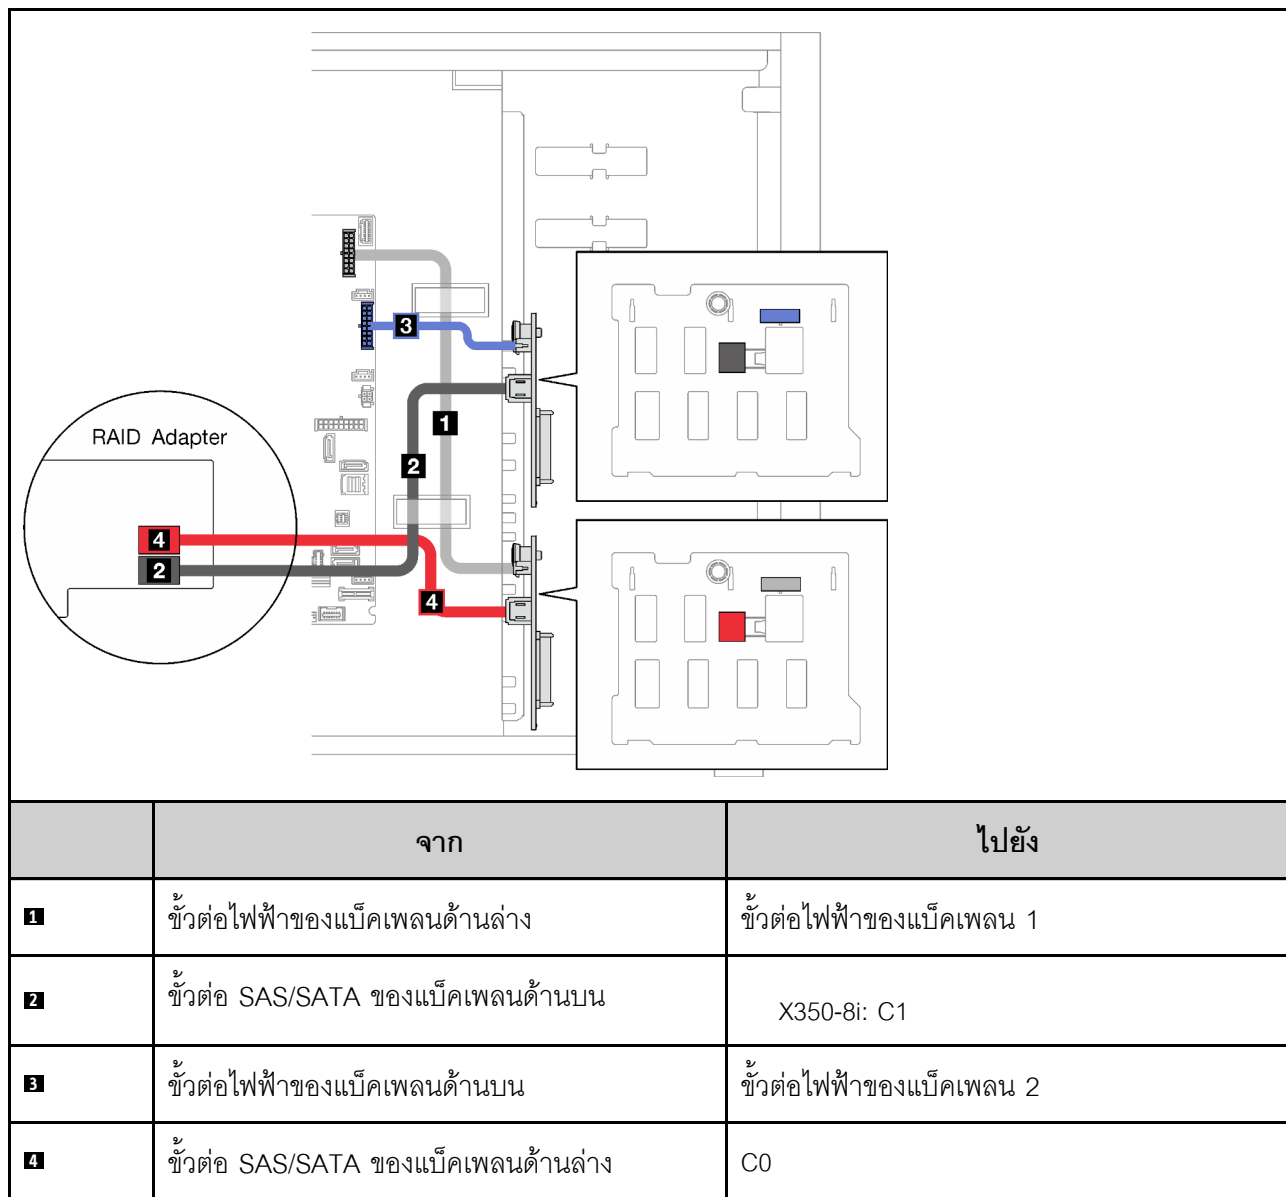 3
1
RAID Adapter
2
4
2
4
จาก ไปยัง
1 ขั้วต่อไฟฟ้าของแบ็คเพลนด้านล่าง ขั้วต่อไฟฟ้าของแบ็คเพลน 1
2 ขั้วต่อ SAS/SATA ของแบ็คเพลนด้านบน X350-8i: C1
3 ขั้วต่อไฟฟ้าของแบ็คเพลนด้านบน ขั้วต่อไฟฟ้าของแบ็คเพลน 2
4 ขั้วต่อ SAS/SATA ของแบ็คเพลนด้านล่าง C0